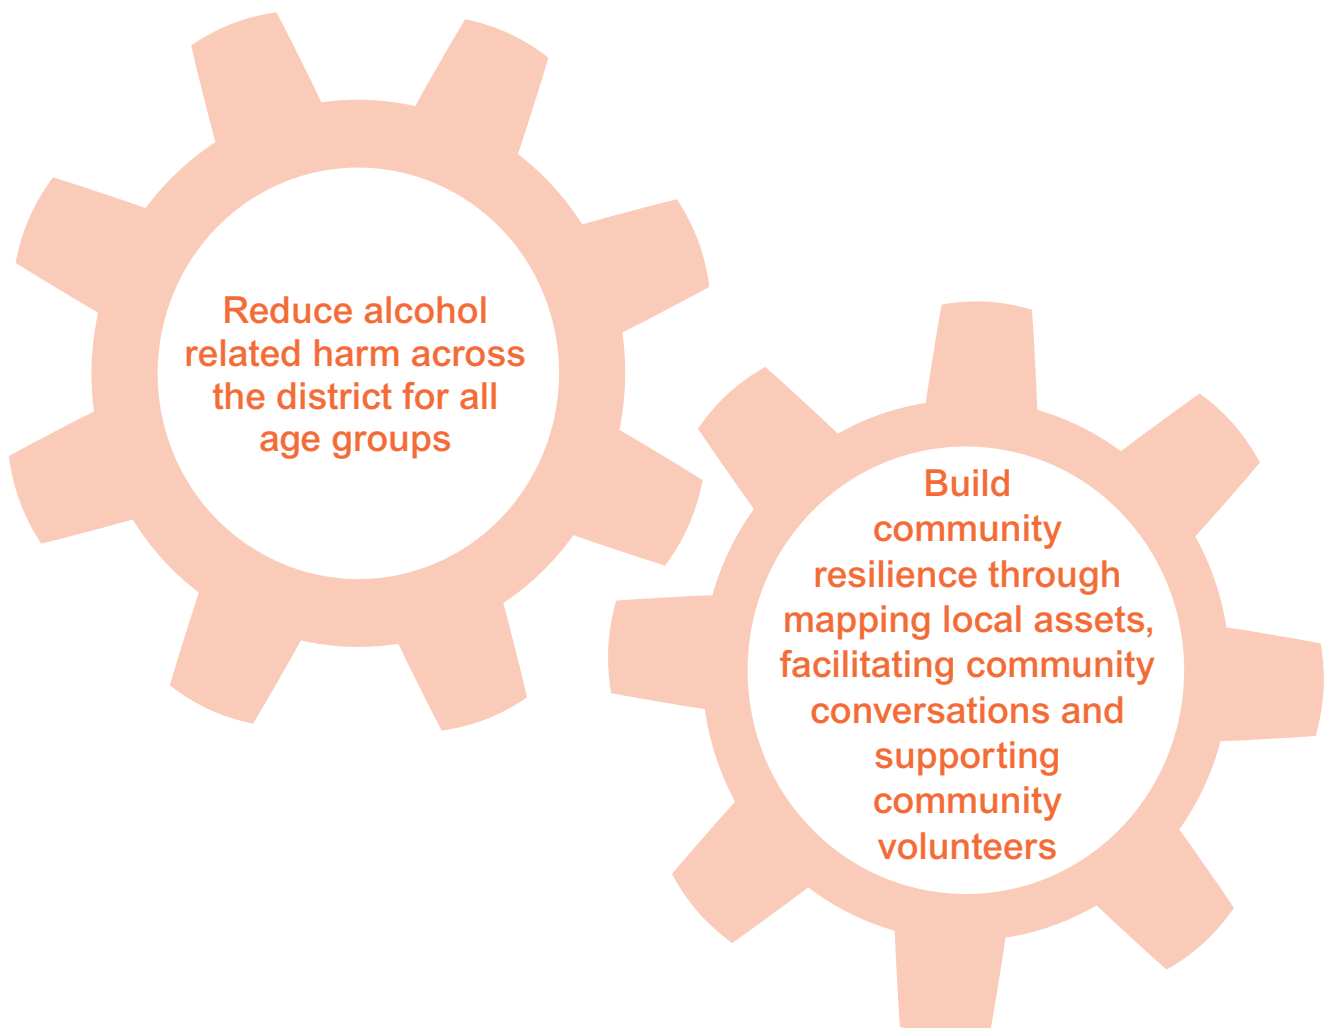 Reduce alcohol
related harm across
the district for all
age groups
Build
community
resilience through
mapping local assets,
facilitating community
conversations and
supporting
community
volunteers